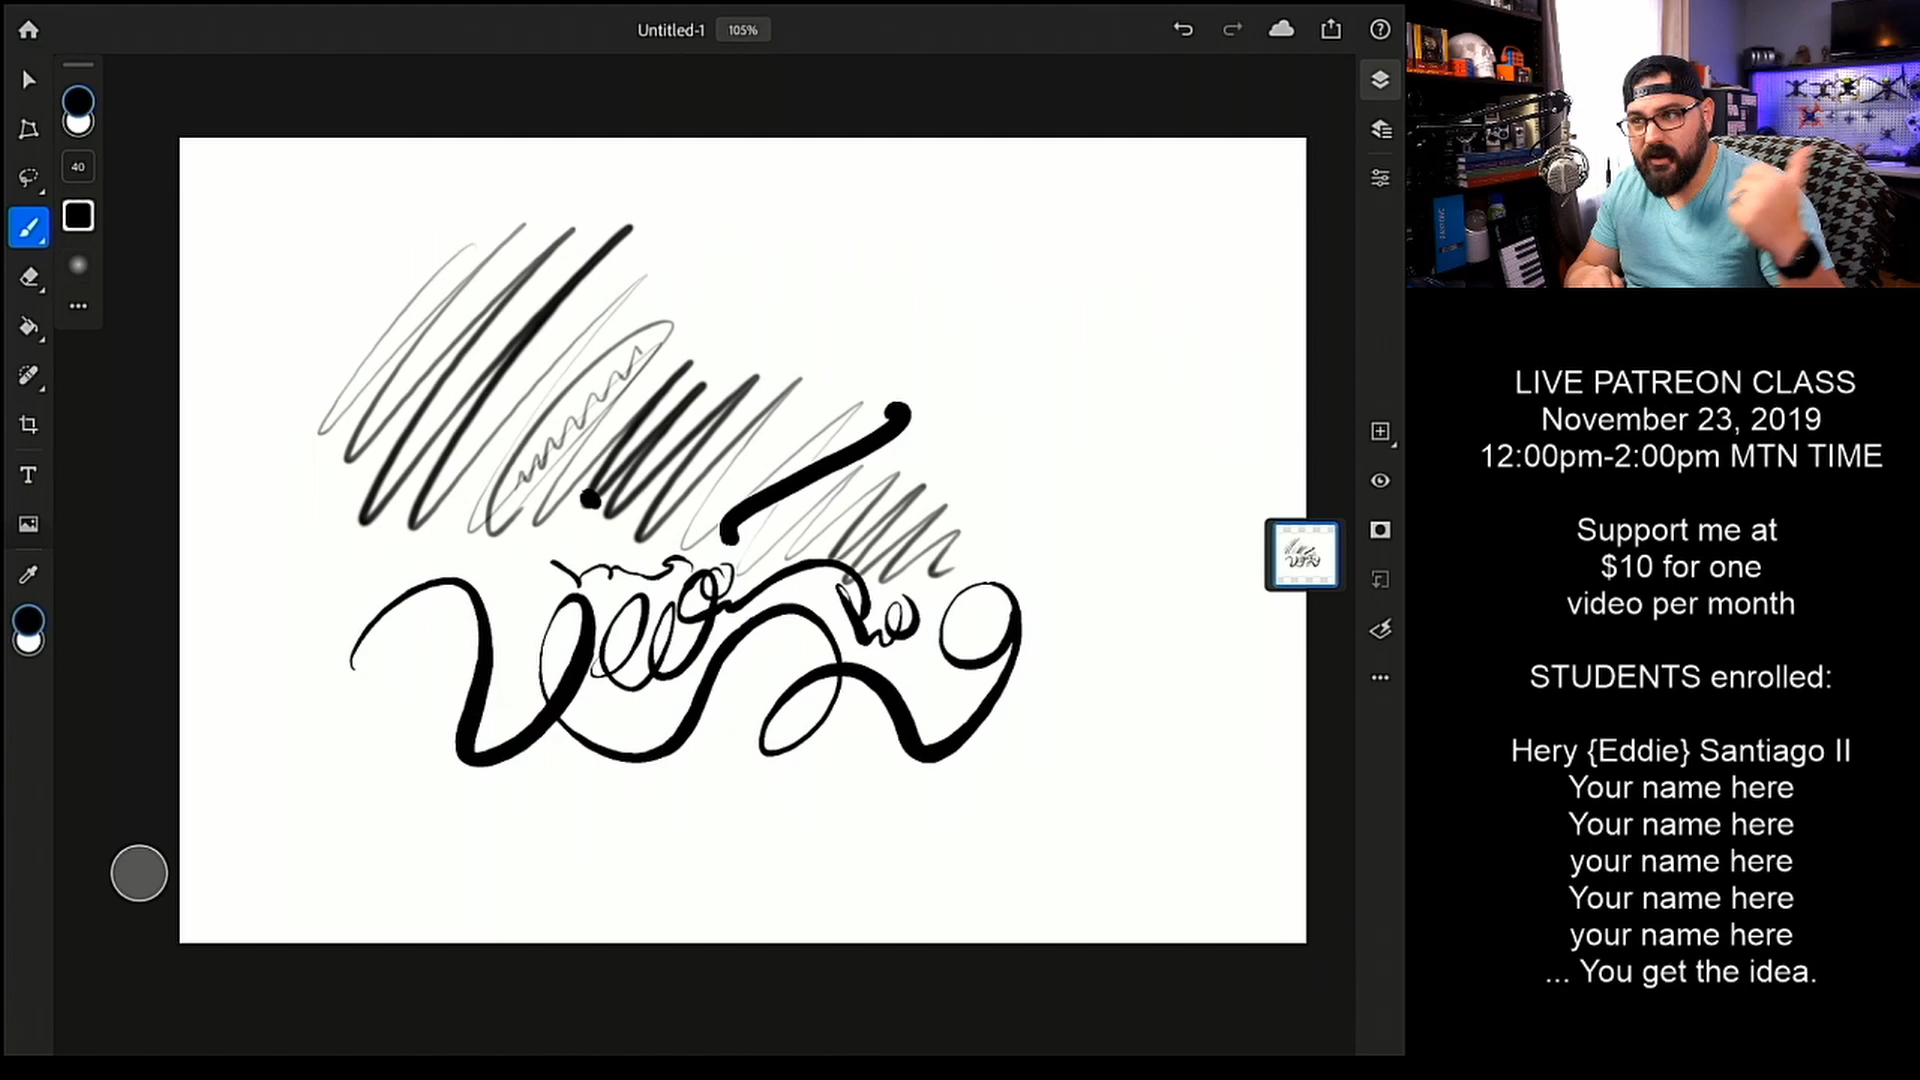 Untitled-1 105%
40
LIVE PATREON CLASS
November 23, 2019
12:00pm-2:00pm MTN TIME
Support me at
$10 for one
video per month
STUDENTS enrolled:
Hery {Eddie} Santiago II
Your name here
Your name here
your name here
Your name here
your name here
... You get the idea.